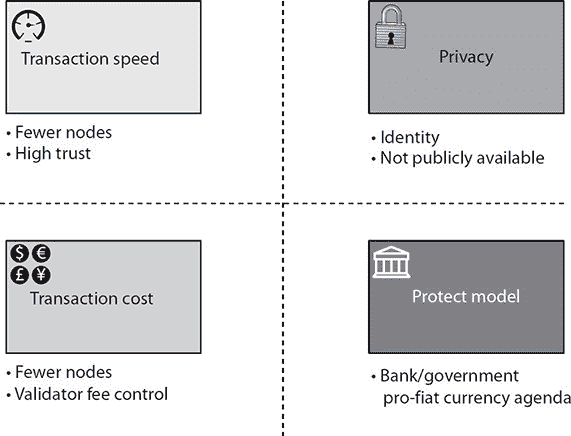 Transaction speed
• Fewer nodes
• High trust
Privacy
• Identity
• Not publicly available
$ €
£ ¥
Transaction cost
• Fewer nodes
• Validator fee control
Protect model
• Bank/government
pro-fiat currency agenda